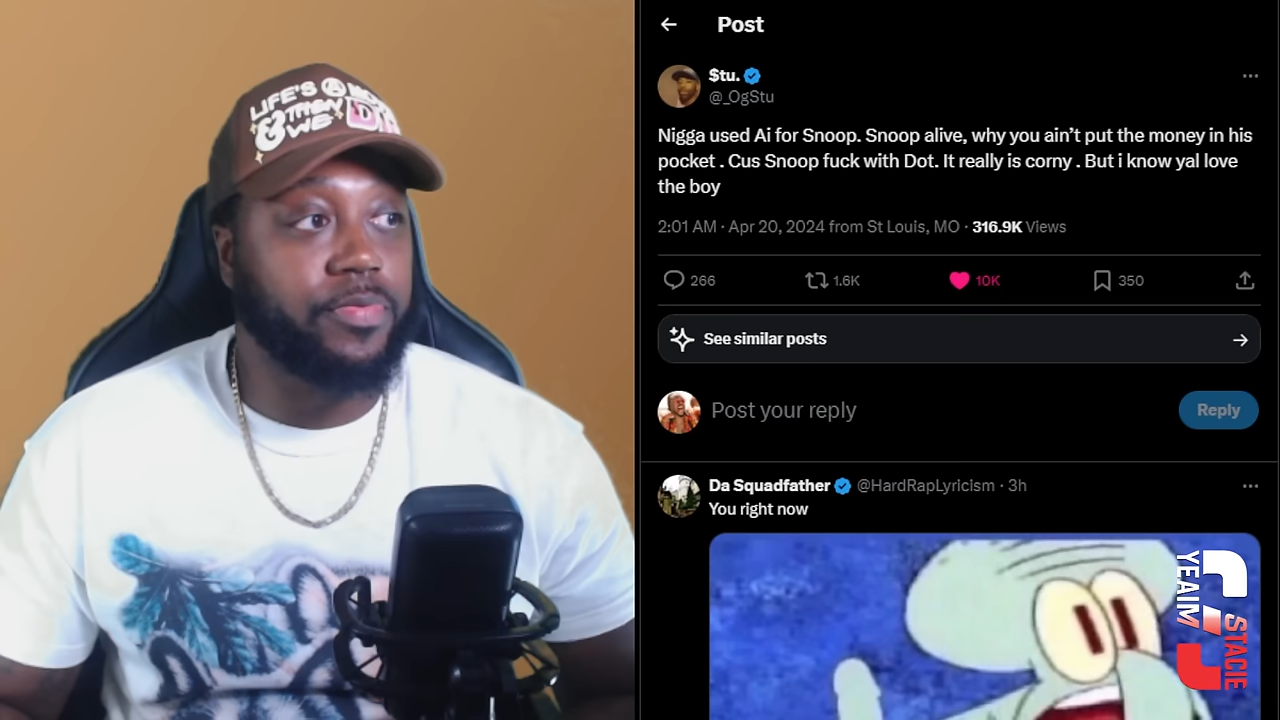 LIFE'S A
& THEN
WE
Post
$tu.
@_OgStu
Nigga used Ai for Snoop. Snoop alive, why you ain't put the money in his
pocket . Cus Snoop fuck with Dot. It really is corny . But i know yal love
the boy
2:01 AM · Apr 20, 2024 from St Louis, MO · 316.9K Views
266 1.6K 10K 350
See similar posts
Post your reply
Reply
Da Squadfather @HardRapLyricism · 3h
You right now
YEAIM
STACIE